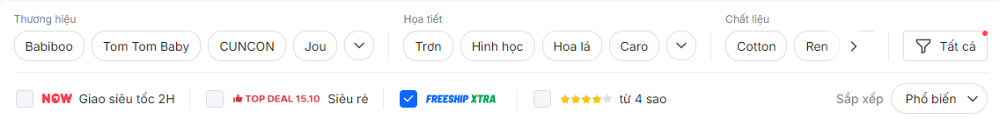 Thương hiệu Họa tiết Chất liệu
Babiboo Tom Tom Baby CUNCON Jou Trơn Hình học Hoa lá Caro Cotton Ren Tất cả
NOW Giao siêu tốc 2H TOP DEAL 15.10 Siêu rẻ FREESHIP XTRA từ 4 sao Sắp xếp Phổ biến